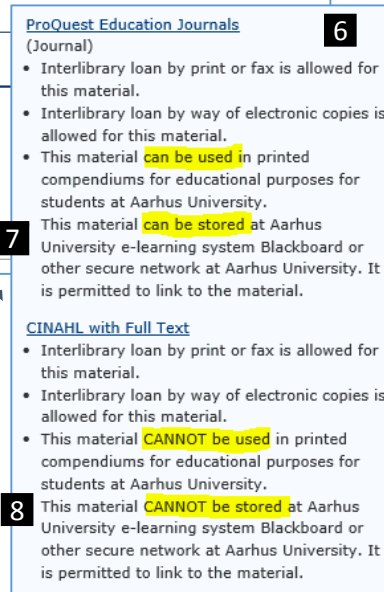 ProQuest Education Journals
6
(Journal)
• Interlibrary loan by print or fax is allowed for
this material.
• Interlibrary loan by way of electronic copies is
allowed for this material.
• This material can be used in printed
compendiums for educational purposes for
students at Aarhus University.
7
This material can be stored at Aarhus
University e-learning system Blackboard or
other secure network at Aarhus University. It
is permitted to link to the material.
CINAHL with Full Text
• Interlibrary loan by print or fax is allowed for
this material.
• Interlibrary loan by way of electronic copies is
allowed for this material.
• This material CANNOT be used in printed
compendiums for educational purposes for
students at Aarhus University.
8
This material CANNOT be stored at Aarhus
University e-learning system Blackboard or
other secure network at Aarhus University. It
is permitted to link to the material.